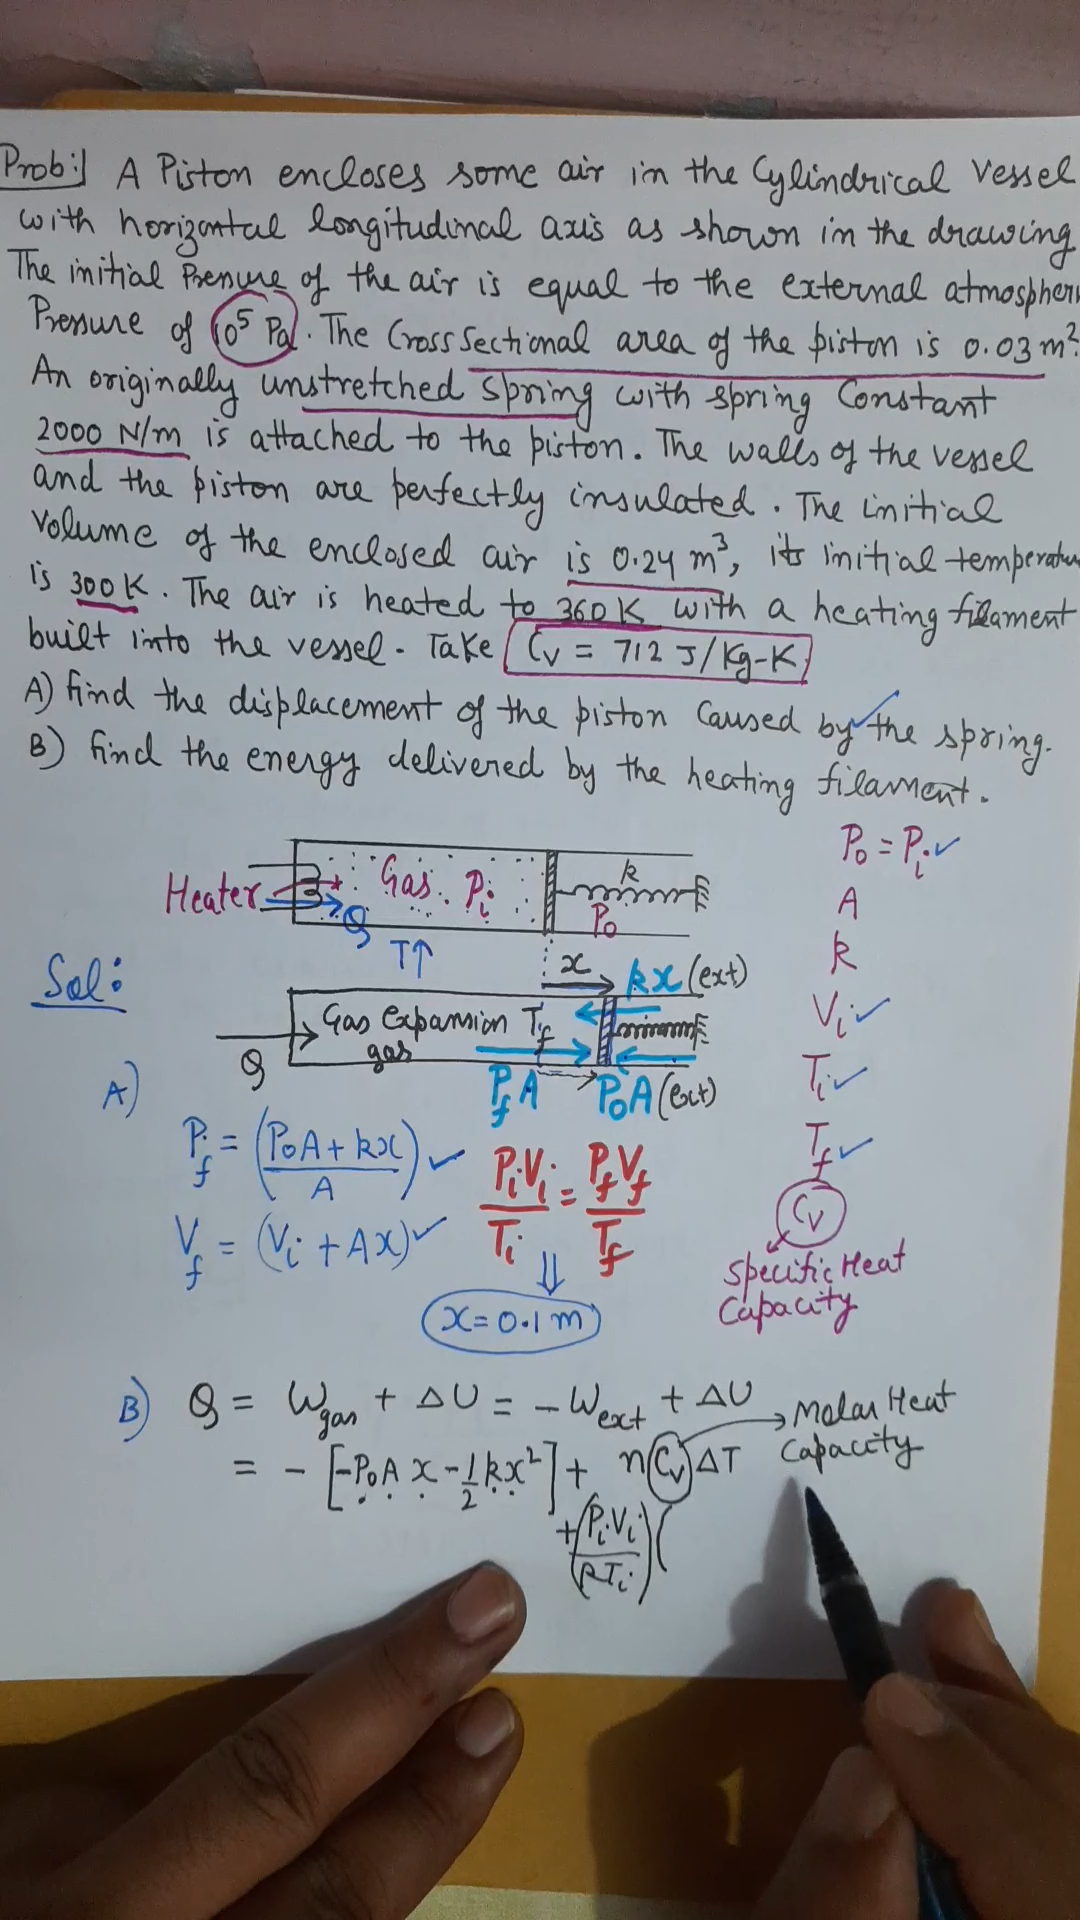 Prob:| A Piston encloses some air in the Cylindrical Vessel
with horizontal longitudinal axis as shown in the drawing
The initial Pressure of the air is equal to the external atmospheri
Pressure of 10⁵ Pa. The Cross Sectional area of the piston is 0.03 m².
An originally unstretched spring with spring Constant
2000 N/m is attached to the piston. The walls of the vessel
and the piston are perfectly insulated. The initial
Volume of the enclosed air is 0.24 m³, its initial temperatu
is 300 K. The air is heated to 360 K with a heating filament
built into the vessel. Take Cv = 712 J/Kg-K
A) find the displacement of the piston Caused by the spring.
B) find the energy delivered by the heating filament.
P₀ = Pi ✓
Heater Gas. Pi k
Q P₀
A
T↑
Sol:
x kx (ext)
k
Gas Expansion Tf
gas
Vi ✓
Q
PfA P₀A (ext)
Ti ✓
A)
Pf = (P₀A + kx / A) ✓
PiVi / Ti = PfVf / Tf
Tf ✓
Vf = (Vi + Ax) ✓
Cv
⇓
Specific Heat
Capacity
x = 0.1 m
B) Q = Wgas + ΔU = -Wext + ΔU
→ Molar Heat
Capacity
= - [-P₀A x - 1/2 kx²] + n Cv ΔT
+ (PiVi / RTi) (